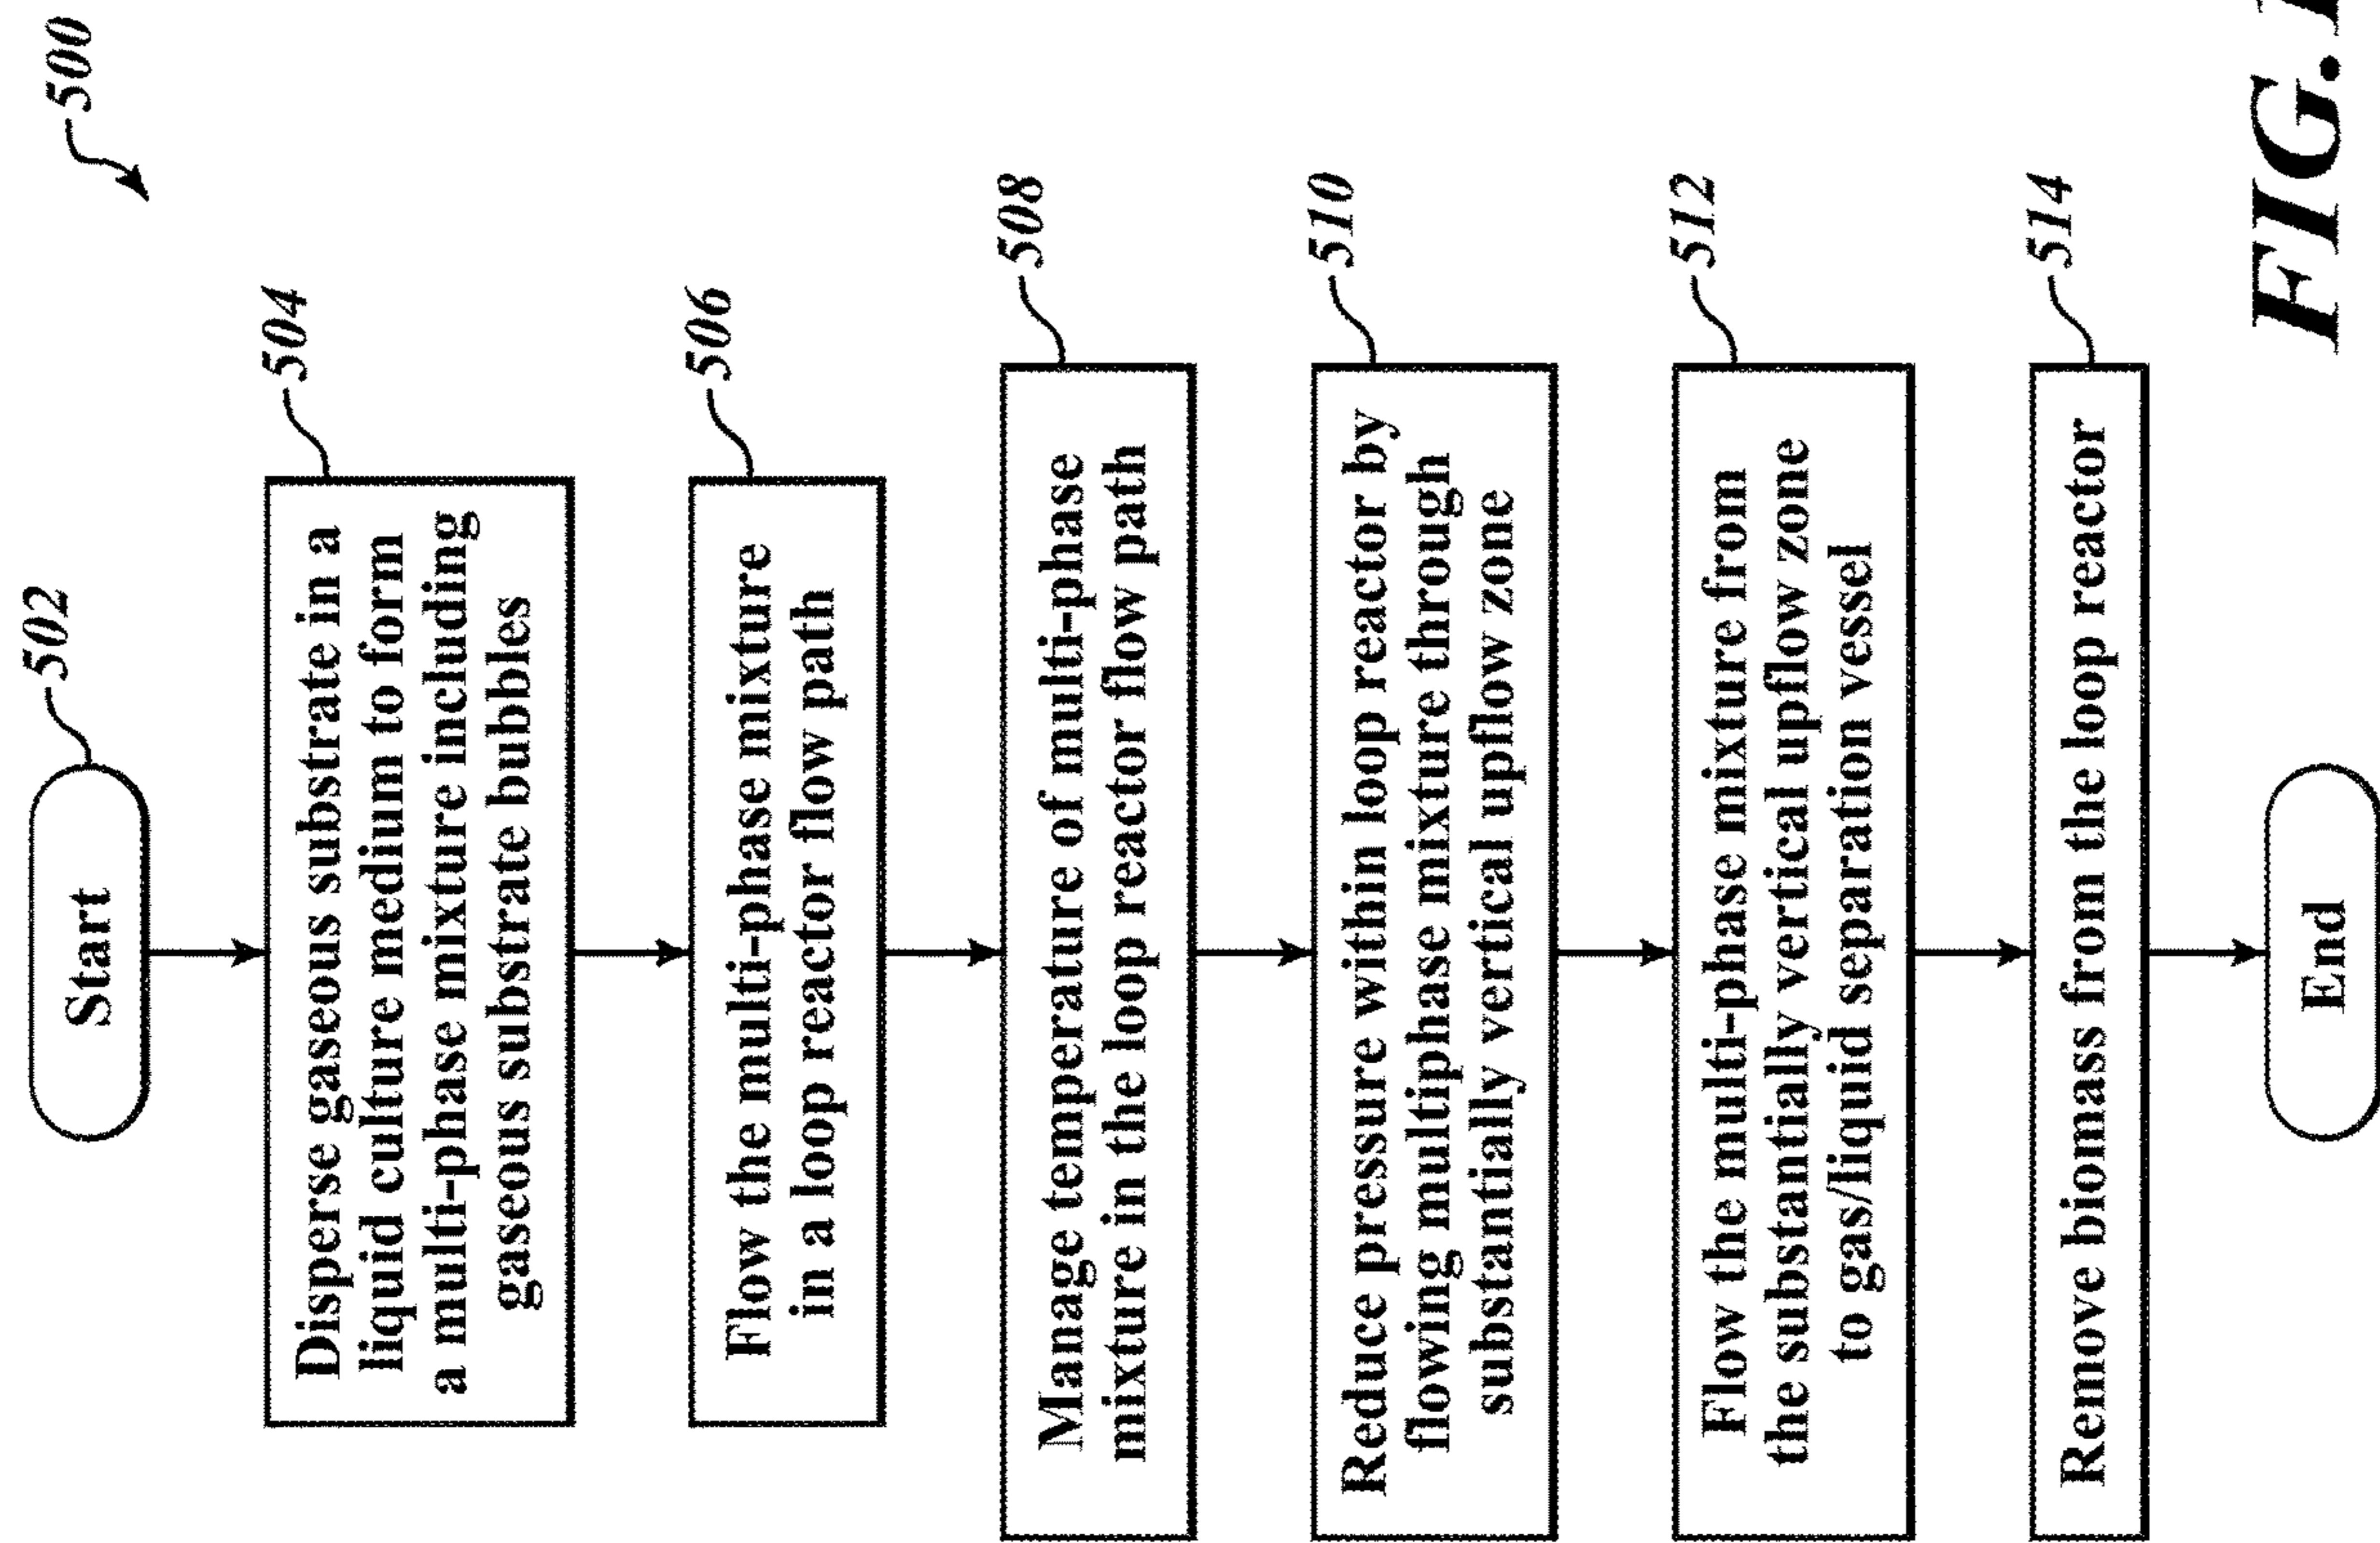 500
502
Start
504
Disperse gaseous substrate in a
liquid culture medium to form
a multi-phase mixture including
gaseous substrate bubbles
506
Flow the multi-phase mixture
in a loop reactor flow path
508
Manage temperature of multi-phase
mixture in the loop reactor flow path
510
Reduce pressure within loop reactor by
flowing multiphase mixture through
substantially vertical upflow zone
512
Flow the multi-phase mixture from
the substantially vertical upflow zone
to gas/liquid separation vessel
514
Remove biomass from the loop reactor
End
FIG.